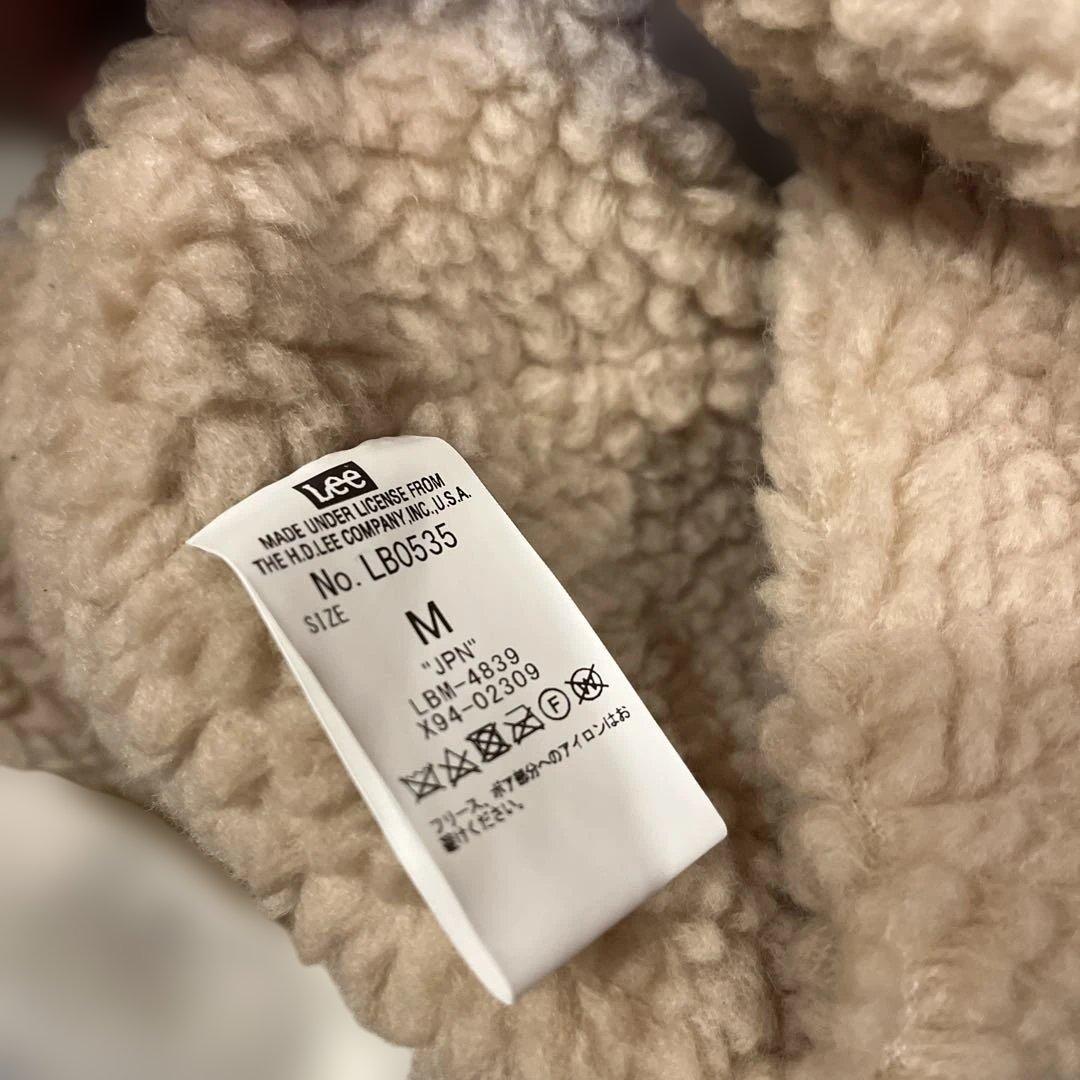 Lee
MADE UNDER LICENSE FROM
THE H.D.LEE COMPANY,INC.,U.S.A.
No. LB0535
SIZE
M
"JPN"
LBM-4839
X94-02309
F W
フリース、ボア部分へのアイロンはお
避けください。